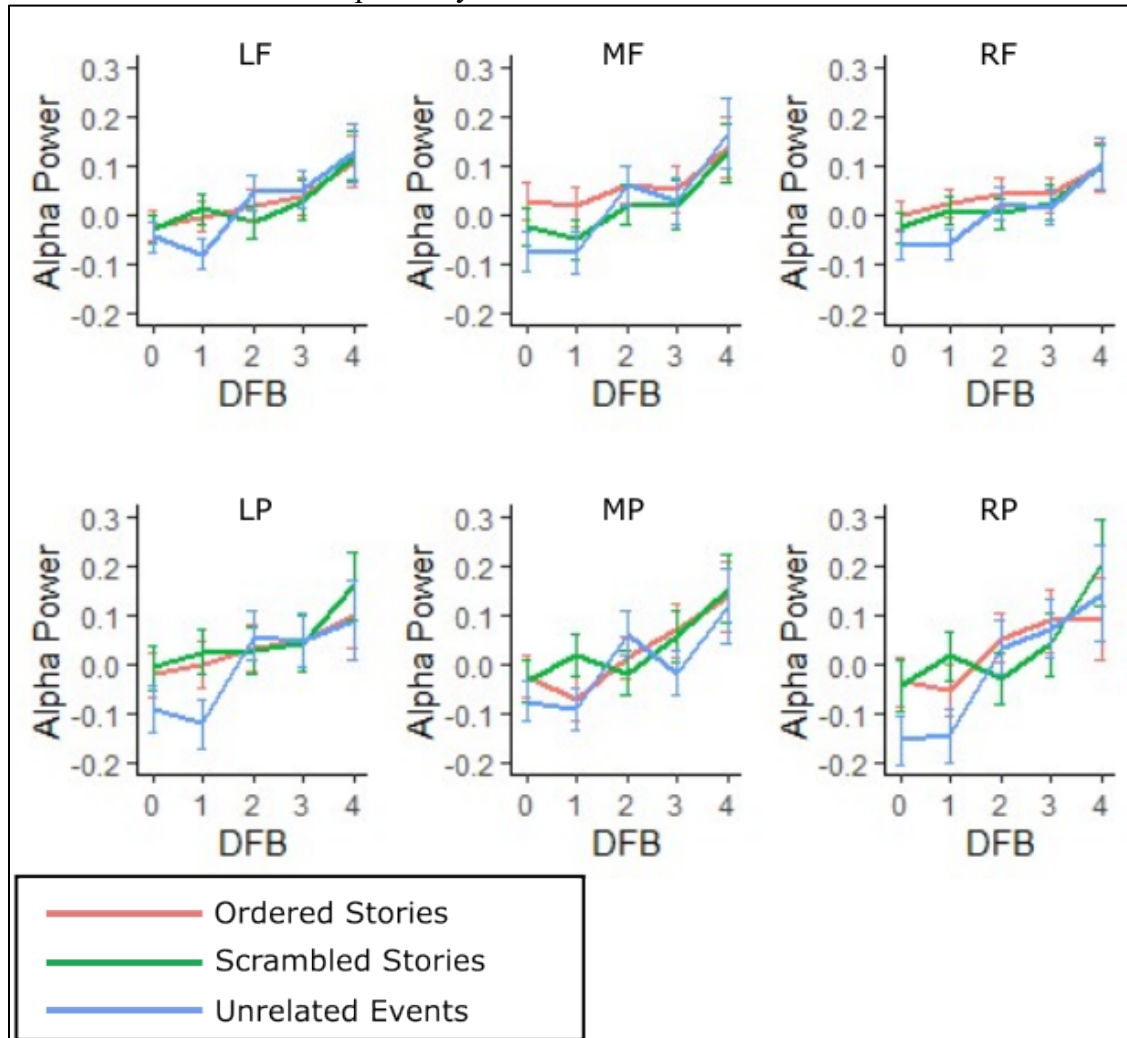 LF MF RF
Alpha Power Alpha Power Alpha Power
0.3 0.3 0.3
0.2 0.2 0.2
0.1 0.1 0.1
0.0 0.0 0.0
-0.1 -0.1 -0.1
-0.2 -0.2 -0.2
0 1 2 3 4 0 1 2 3 4 0 1 2 3 4
DFB DFB DFB
LP MP RP
Alpha Power Alpha Power Alpha Power
0.3 0.3 0.3
0.2 0.2 0.2
0.1 0.1 0.1
0.0 0.0 0.0
-0.1 -0.1 -0.1
-0.2 -0.2 -0.2
0 1 2 3 4 0 1 2 3 4 0 1 2 3 4
DFB DFB DFB
Ordered Stories
Scrambled Stories
Unrelated Events